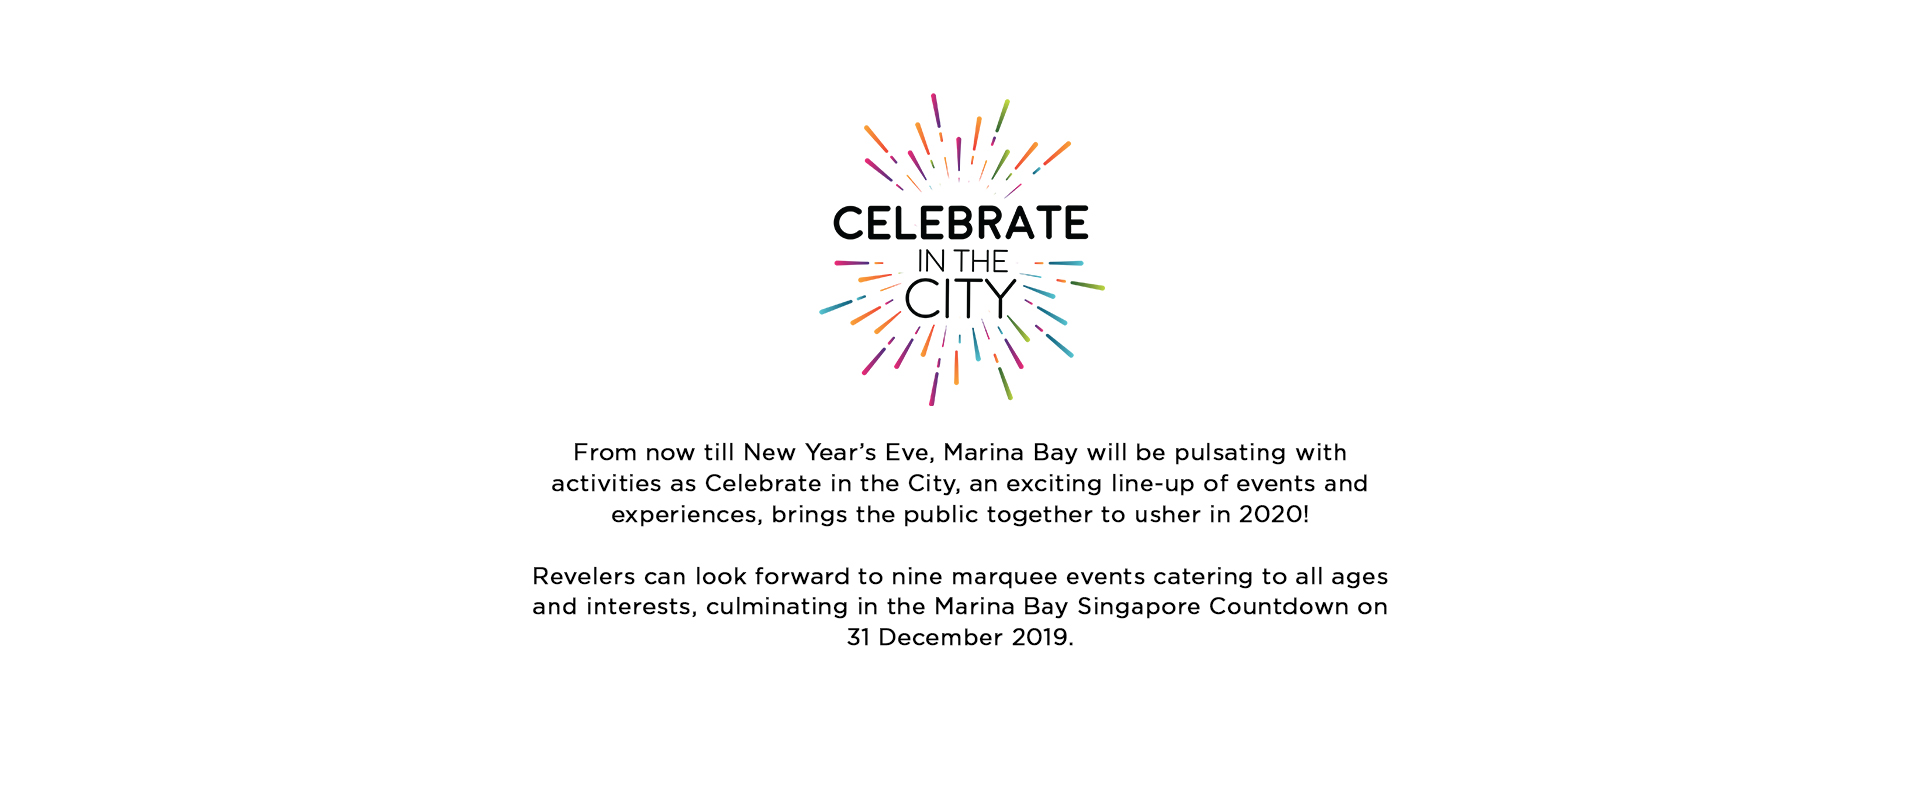 CELEBRATE
IN THE
CITY
From now till New Year’s Eve, Marina Bay will be pulsating with
activities as Celebrate in the City, an exciting line-up of events and
experiences, brings the public together to usher in 2020!
Revelers can look forward to nine marquee events catering to all ages
and interests, culminating in the Marina Bay Singapore Countdown on
31 December 2019.